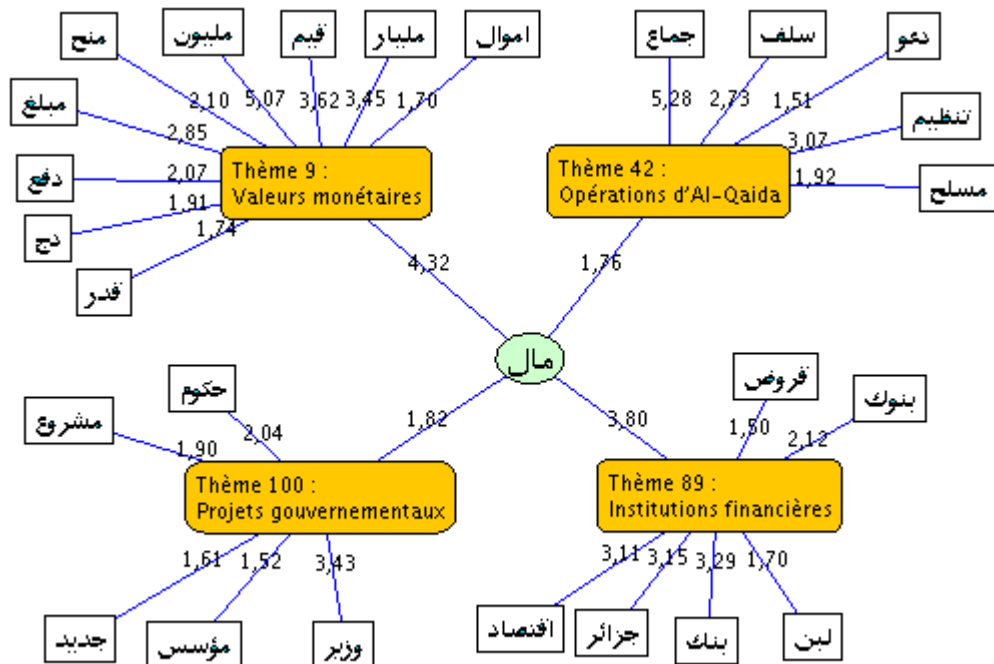 منح
مليون
قيم
مليار
اموال
جماع
سلف
دعو
مبلغ
تنظيم
2,10
5,07
3,62
3,45
1,70
5,28
2,73
1,51
2,85
3,07
دفع
2,07
Thème 9 :
Valeurs monétaires
Thème 42 :
Opérations d'Al-Qaida
1,92
مسلح
دج
1,91
1,74
قدر
4,32
1,76
مال
حكوم
قروض
بنوك
مشروع
1,82
3,80
1,90
2,04
1,50
2,12
Thème 100 :
Projets gouvernementaux
Thème 89 :
Institutions financières
1,61
1,52
3,43
3,11
3,15
3,29
1,70
جديد
مؤسس
وزير
اقتصاد
جزائر
بنك
لبن